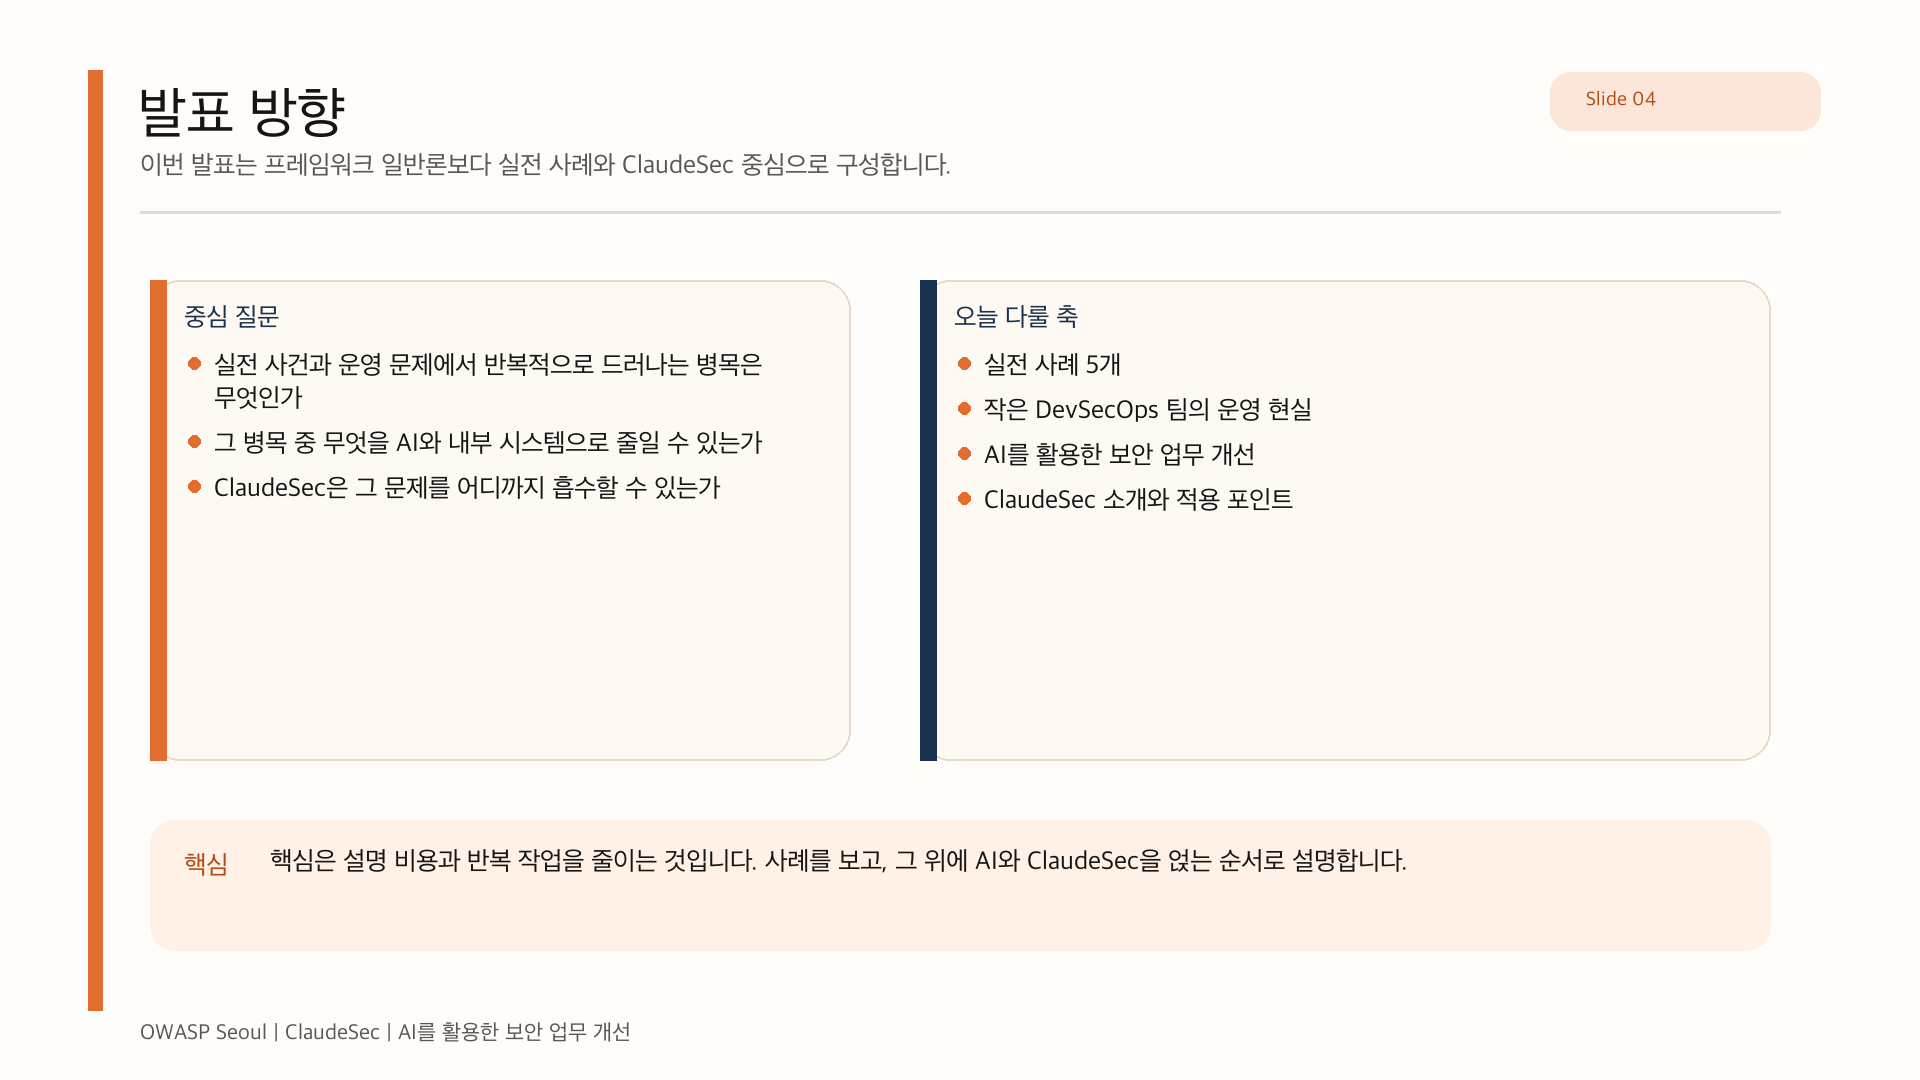 발표 방향
Slide 04
이번 발표는 프레임워크 일반론보다 실전 사례와 ClaudeSec 중심으로 구성합니다.
중심 질문
실전 사건과 운영 문제에서 반복적으로 드러나는 병목은
무엇인가
그 병목 중 무엇을 AI와 내부 시스템으로 줄일 수 있는가
ClaudeSec은 그 문제를 어디까지 흡수할 수 있는가
오늘 다룰 축
실전 사례 5개
작은 DevSecOps 팀의 운영 현실
AI를 활용한 보안 업무 개선
ClaudeSec 소개와 적용 포인트
핵심
핵심은 설명 비용과 반복 작업을 줄이는 것입니다. 사례를 보고, 그 위에 AI와 ClaudeSec을 얹는 순서로 설명합니다.
OWASP Seoul | ClaudeSec | AI를 활용한 보안 업무 개선